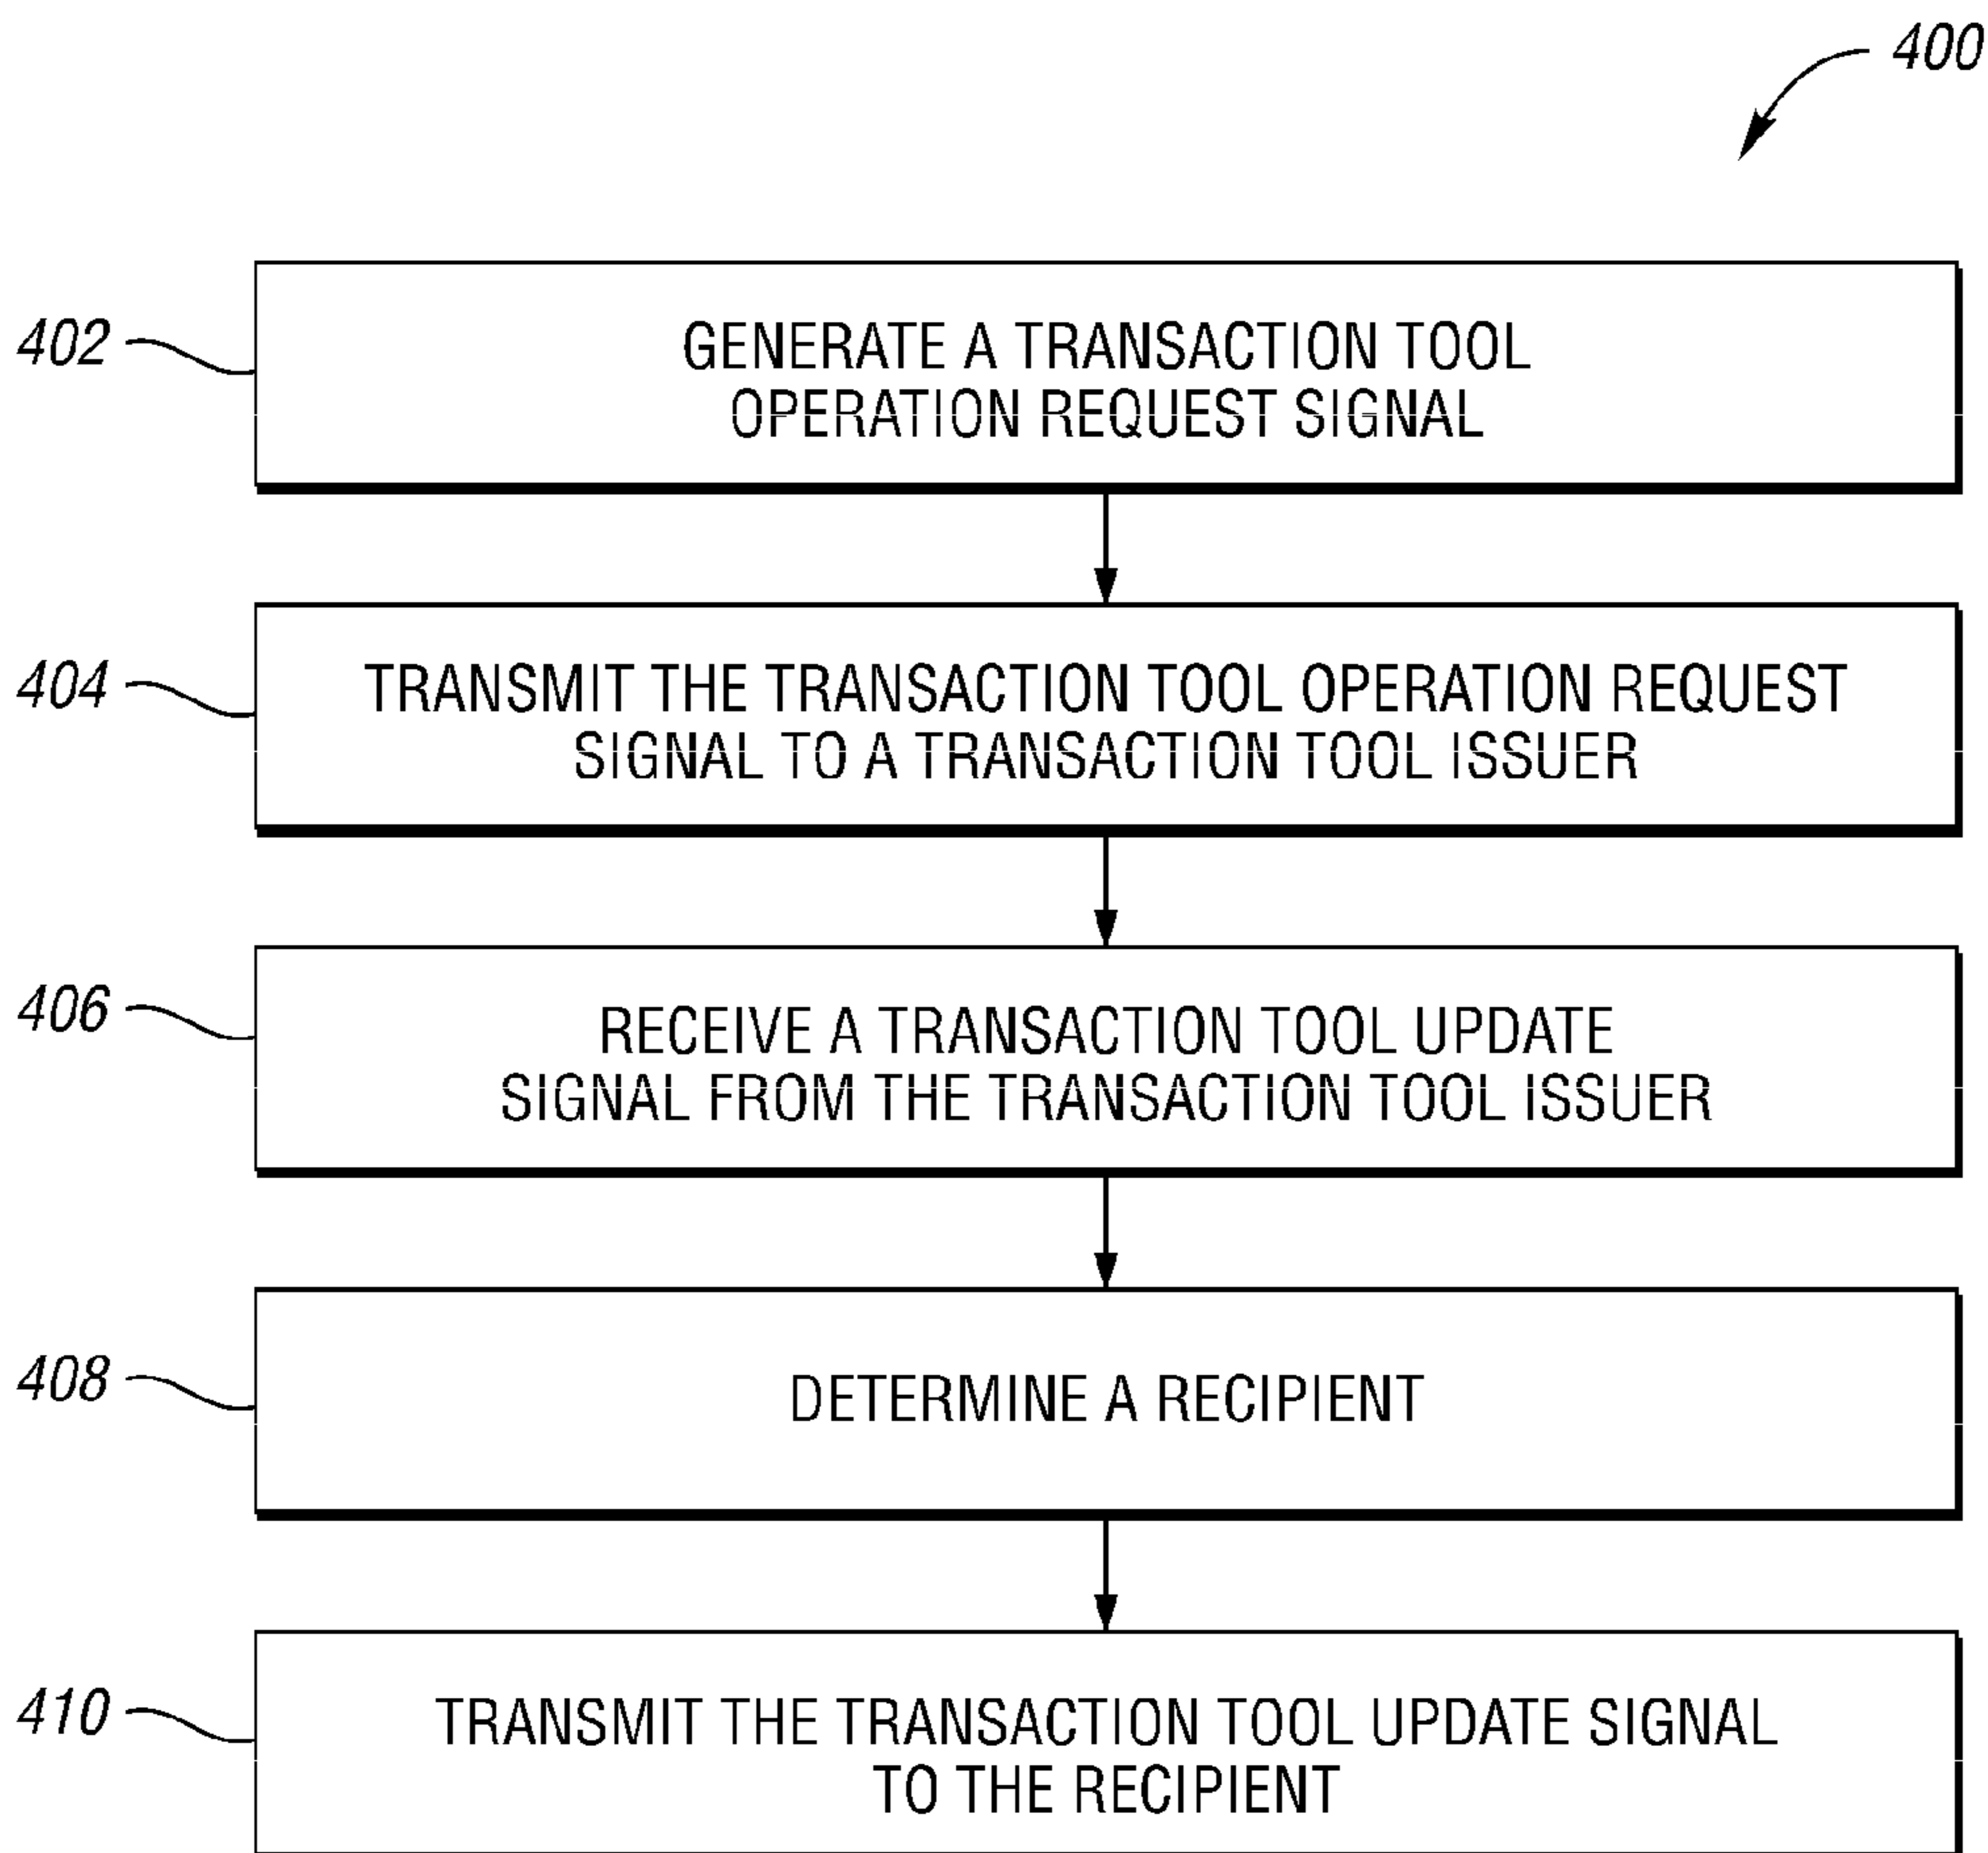 400
402
GENERATE A TRANSACTION TOOL
OPERATION REQUEST SIGNAL
404
TRANSMIT THE TRANSACTION TOOL OPERATION REQUEST
SIGNAL TO A TRANSACTION TOOL ISSUER
406
RECEIVE A TRANSACTION TOOL UPDATE
SIGNAL FROM THE TRANSACTION TOOL ISSUER
408
DETERMINE A RECIPIENT
410
TRANSMIT THE TRANSACTION TOOL UPDATE SIGNAL
TO THE RECIPIENT